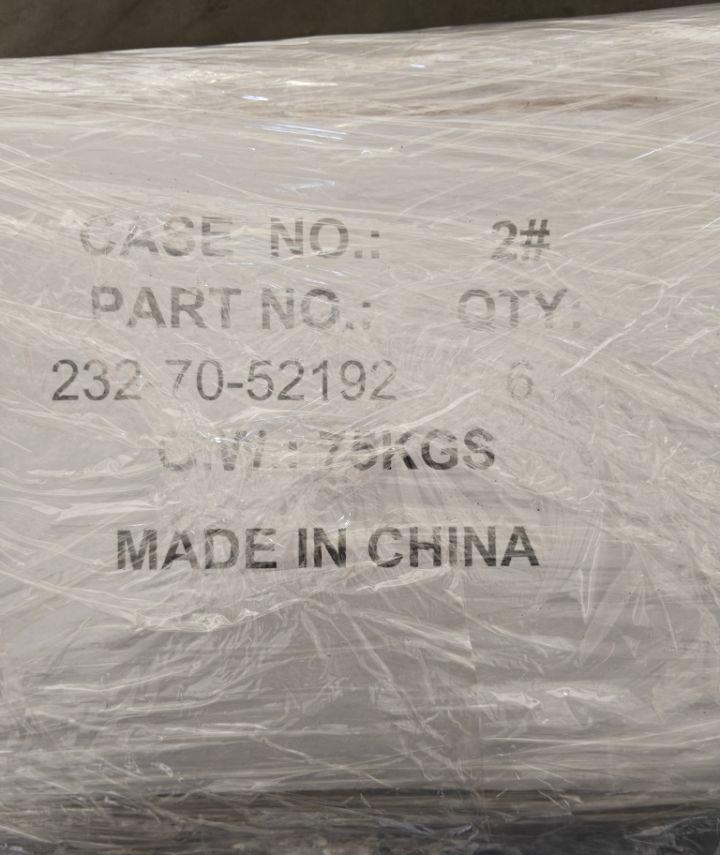 CASE NO.: 2#
PART NO.: QTY:
232 70-52192 6
G.W.: 75KGS
MADE IN CHINA